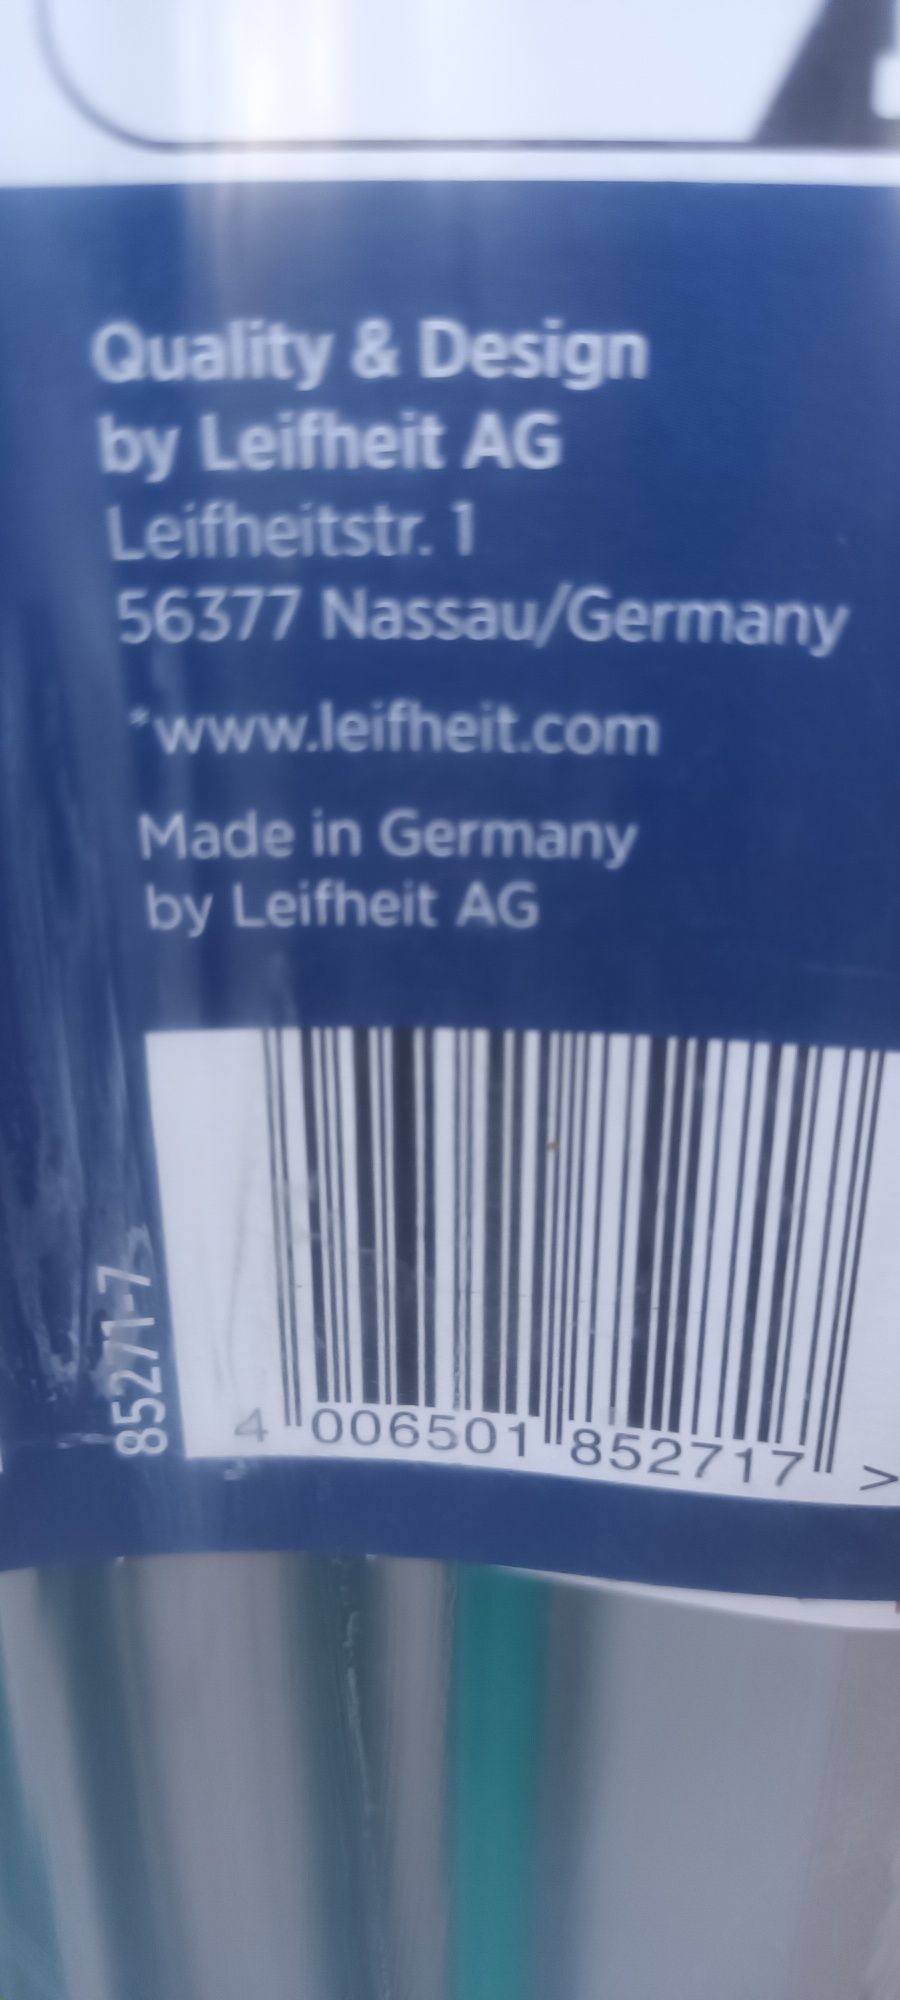 Quality & Design
by Leifheit AG
Leifheitstr. 1
56377 Nassau/Germany
*www.leifheit.com
Made in Germany
by Leifheit AG
85271-7
4 006501 852717 >